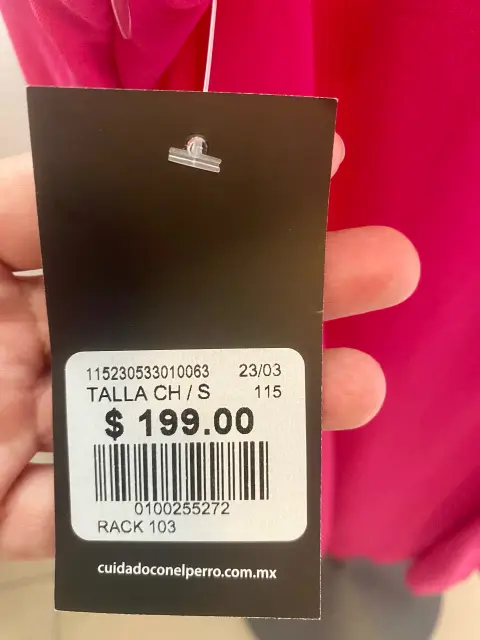 115230533010063 23/03
TALLA CH / S 115
$ 199.00
0100255272
RACK 103
cuidadoconelperro.com.mx